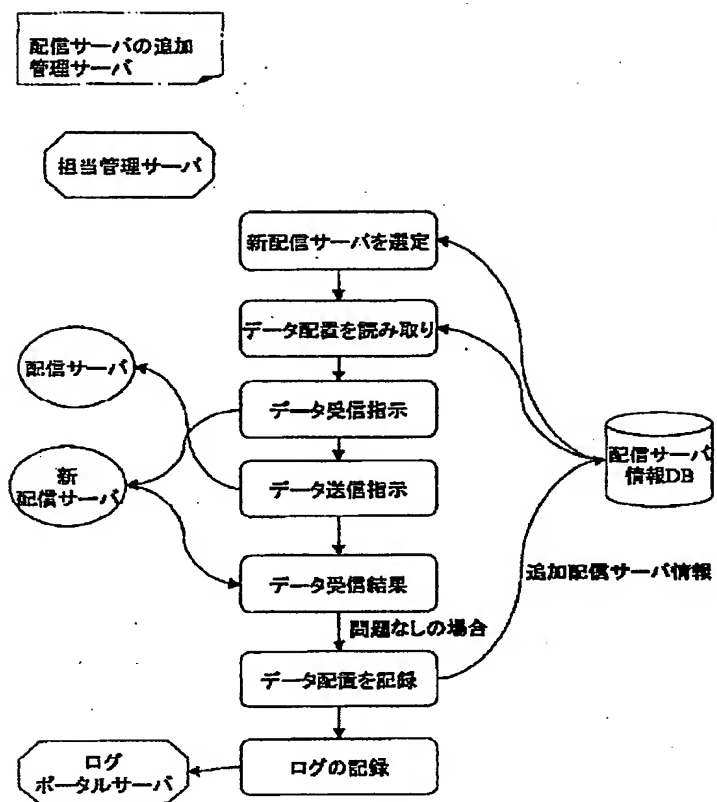 配信サーバの追加
管理サーバ
担当管理サーバ
新配信サーバを選定
データ配置を読み取り
配信サーバ
データ受信指示
新
配信サーバ
データ送信指示
配信サーバ
情報DB
データ受信結果
追加配信サーバ情報
問題なしの場合
データ配置を記録
ログ
ポータルサーバ
ログの記録